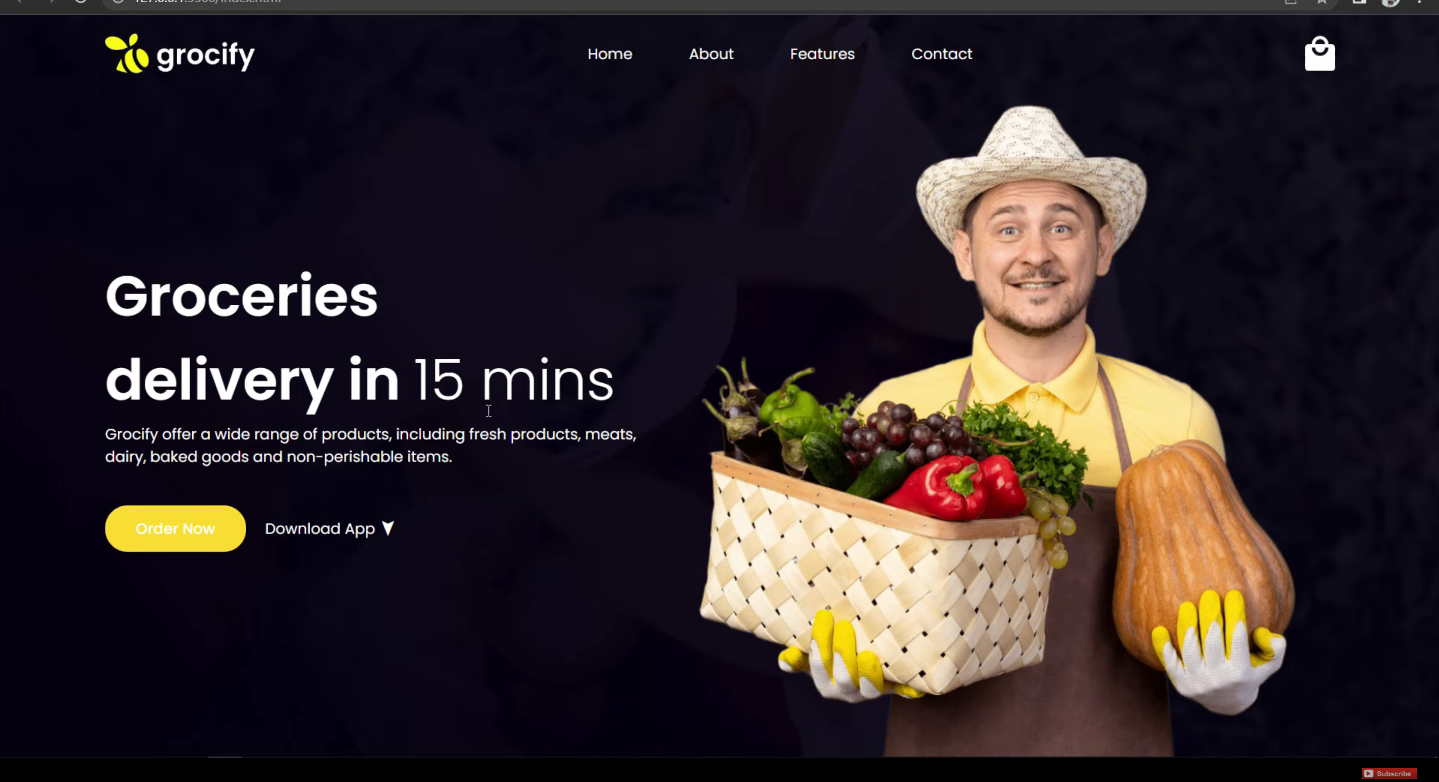 grocify
Home
About
Features
Contact
Groceries
delivery in 15 mins
Grocify offer a wide range of products, including fresh products, meats,
dairy, baked goods and non-perishable items.
Order Now
Download App
Subscribe